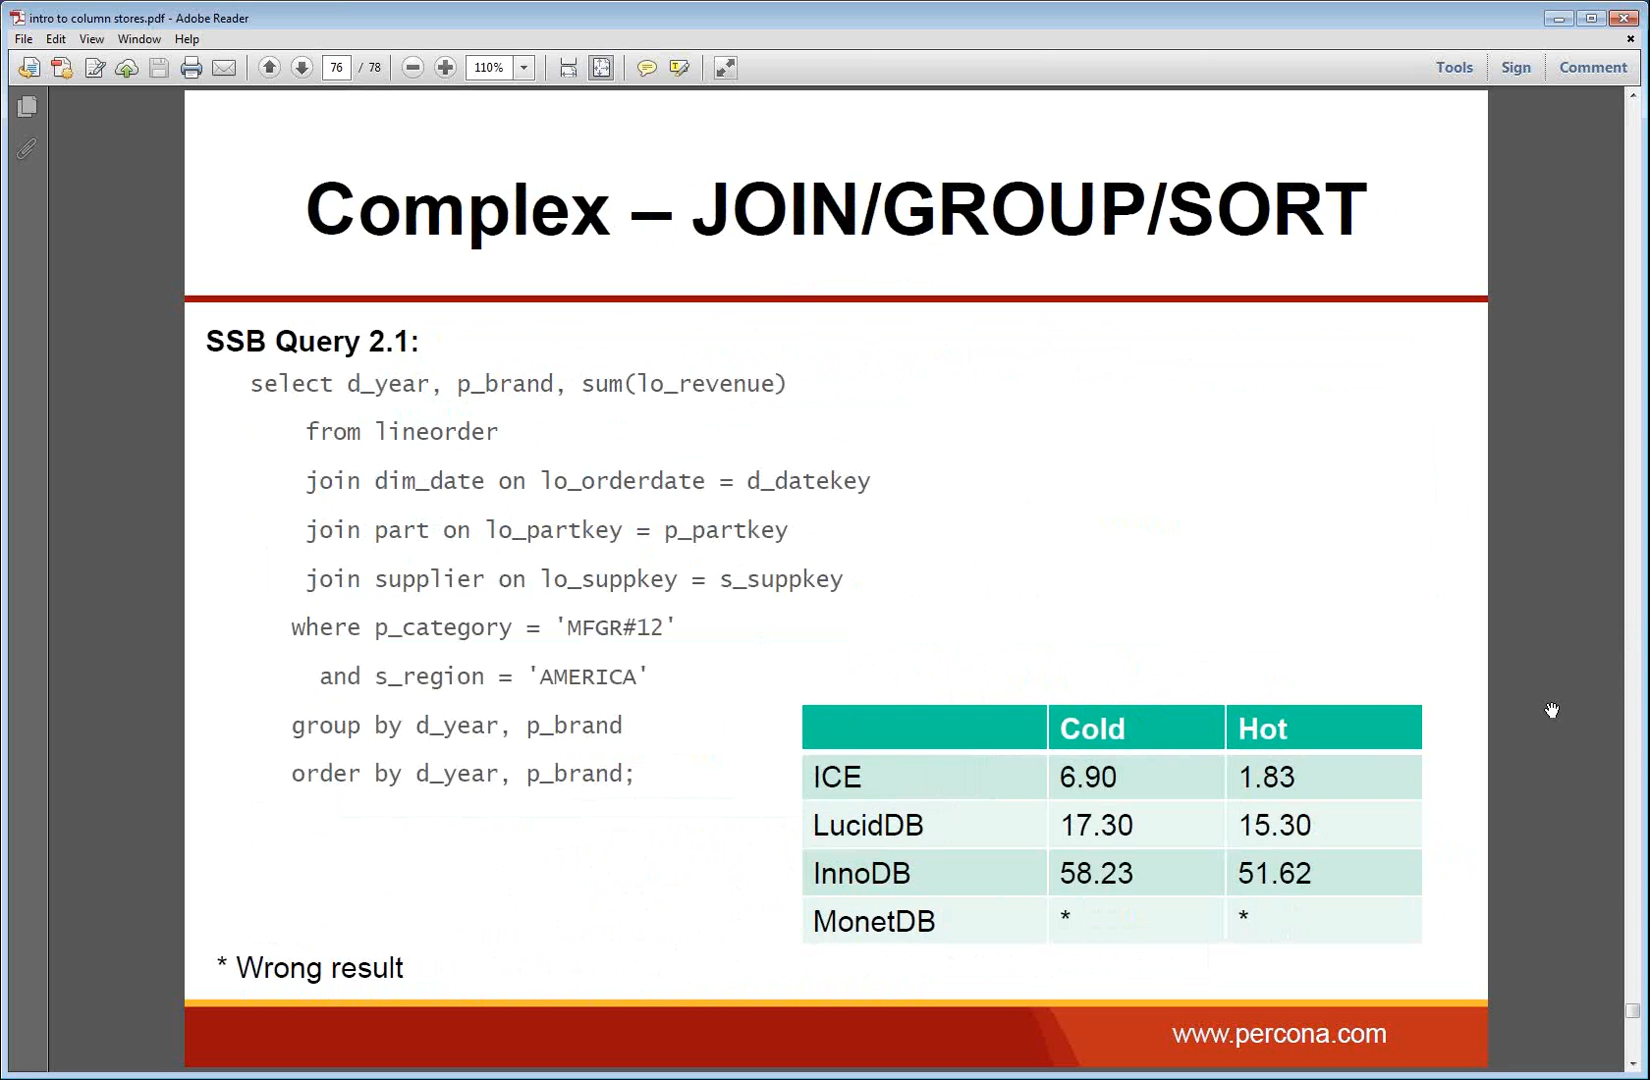 intro to column stores.pdf - Adobe Reader
File Edit View Window Help
76 / 78 110% Tools Sign Comment
Complex – JOIN/GROUP/SORT
SSB Query 2.1:
select d_year, p_brand, sum(lo_revenue)
from lineorder
join dim_date on lo_orderdate = d_datekey
join part on lo_partkey = p_partkey
join supplier on lo_suppkey = s_suppkey
where p_category = 'MFGR#12'
and s_region = 'AMERICA'
group by d_year, p_brand
order by d_year, p_brand;
Cold Hot
ICE 6.90 1.83
LucidDB 17.30 15.30
InnoDB 58.23 51.62
MonetDB * *
* Wrong result
www.percona.com